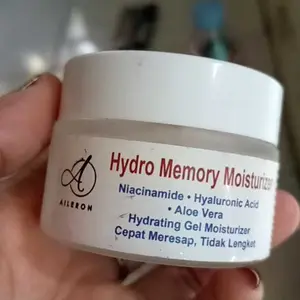 Hydro Memory Moisturizer
Niacinamide • Hyaluronic Acid
• Aloe Vera
Hydrating Gel Moisturizer
Cepat Meresap, Tidak Lengket
A
AILERON